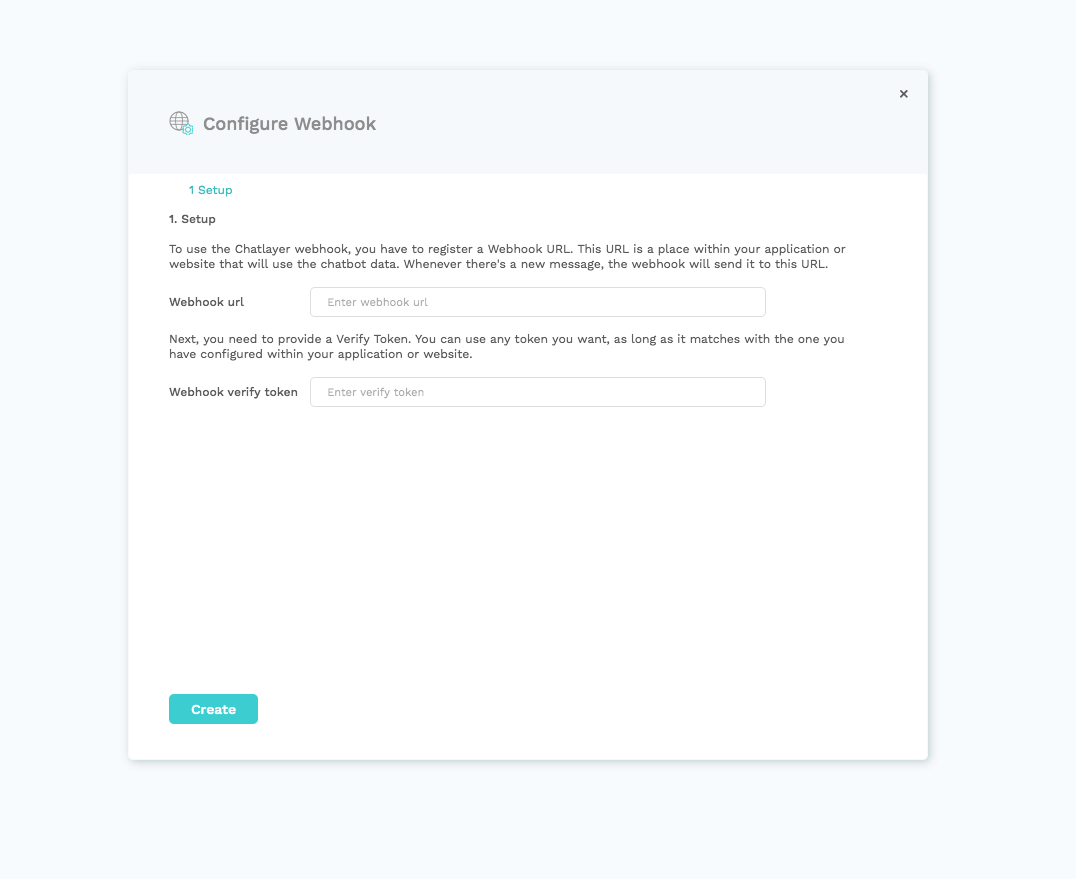 ×
Configure Webhook
1 Setup
1. Setup
To use the Chatlayer webhook, you have to register a Webhook URL. This URL is a place within your application or
website that will use the chatbot data. Whenever there's a new message, the webhook will send it to this URL.
Webhook url
Enter webhook url
Next, you need to provide a Verify Token. You can use any token you want, as long as it matches with the one you
have configured within your application or website.
Webhook verify token
Enter verify token
Create